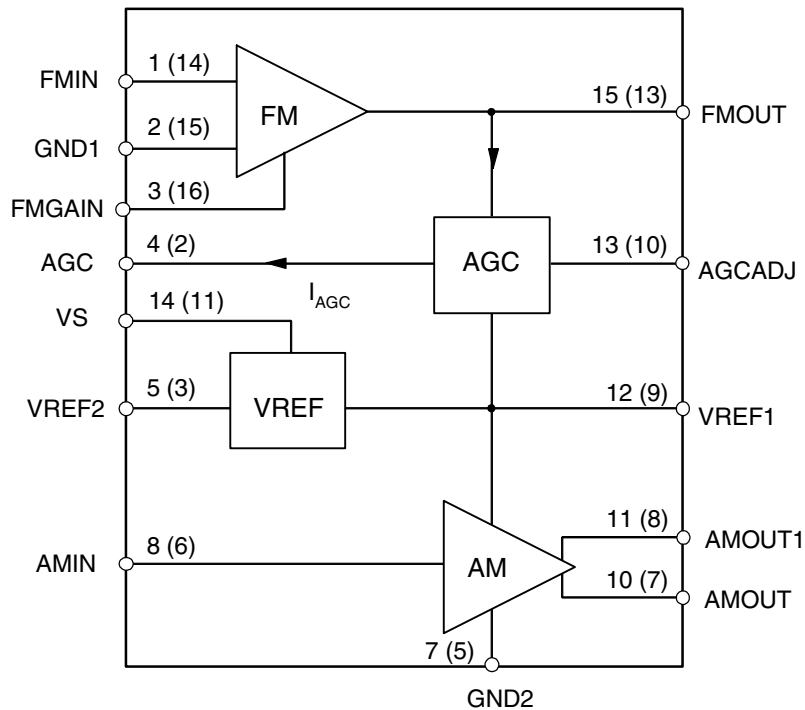 FMIN
1 (14)
FM
15 (13)
FMOUT
GND1
2 (15)
FMGAIN
3 (16)
AGC
4 (2)
I_AGC
AGC
13 (10)
AGCADJ
VS
14 (11)
VREF2
5 (3)
VREF
12 (9)
VREF1
AMIN
8 (6)
AM
11 (8)
AMOUT1
10 (7)
AMOUT
7 (5)
GND2